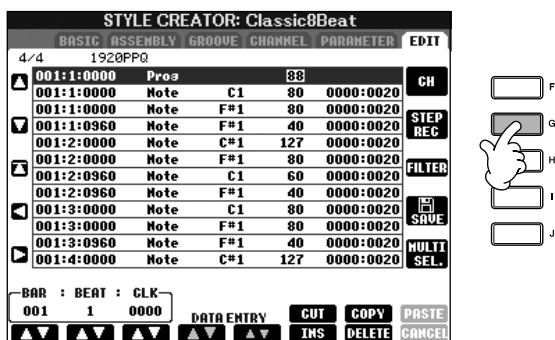 STYLE CREATOR: Classic8Beat
BASIC ASSEMBLY GROOVE CHANNEL PARAMETER EDIT
4/4 1920PPQ
001:1:0000 Prog 88
001:1:0000 Note C1 80 0000:0020
001:1:0000 Note F#1 80 0000:0020
001:1:0960 Note F#1 40 0000:0020
001:2:0000 Note C#1 127 0000:0020
001:2:0000 Note F#1 80 0000:0020
001:2:0960 Note C1 60 0000:0020
001:2:0960 Note F#1 40 0000:0020
001:3:0000 Note C1 80 0000:0020
001:3:0000 Note F#1 80 0000:0020
001:3:0960 Note F#1 40 0000:0020
001:4:0000 Note C#1 127 0000:0020
CH
STEP
REC
FILTER
SAVE
MULTI
SEL.
BAR : BEAT : CLK
001 1 0000
DATA ENTRY
CUT COPY PASTE
INS DELETE CANCEL
F
G
H
I
J